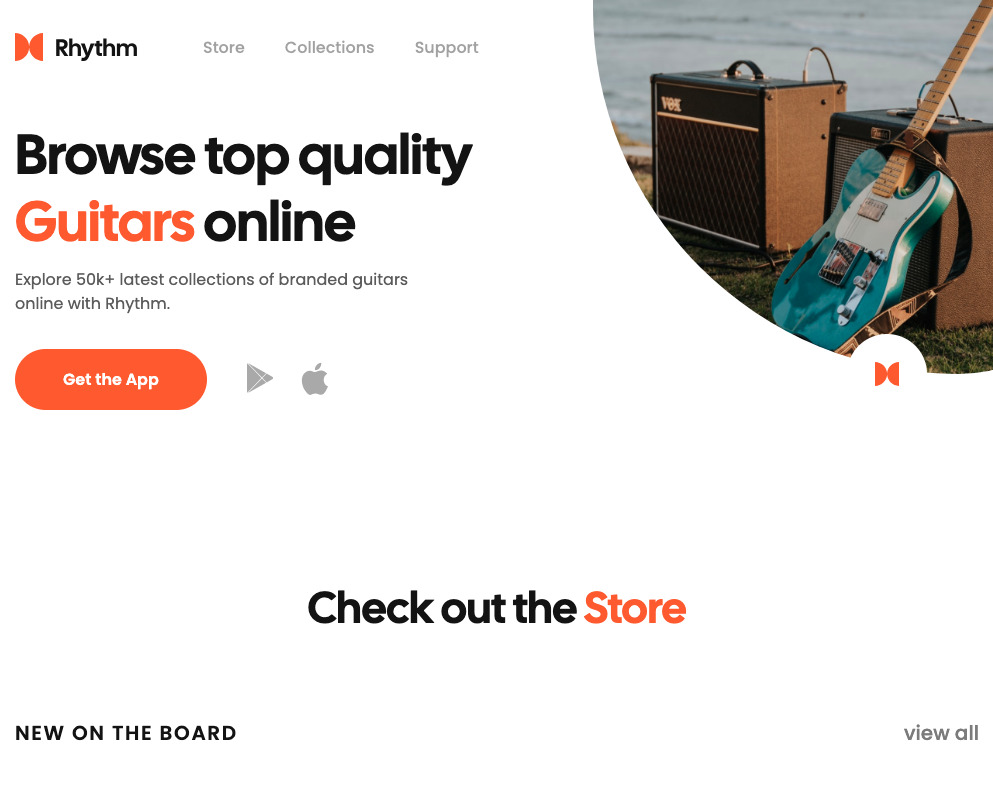 Rhythm
Store
Collections
Support
VOX
Browse top quality
Guitars online
Explore 50k+ latest collections of branded guitars
online with Rhythm.
Get the App
Check out the Store
NEW ON THE BOARD
view all